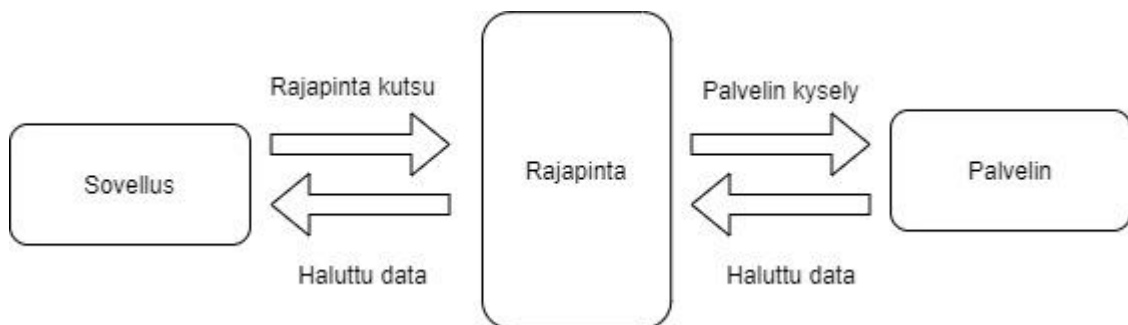 Rajapinta kutsu
Palvelin kysely
Sovellus
Rajapinta
Palvelin
Haluttu data
Haluttu data